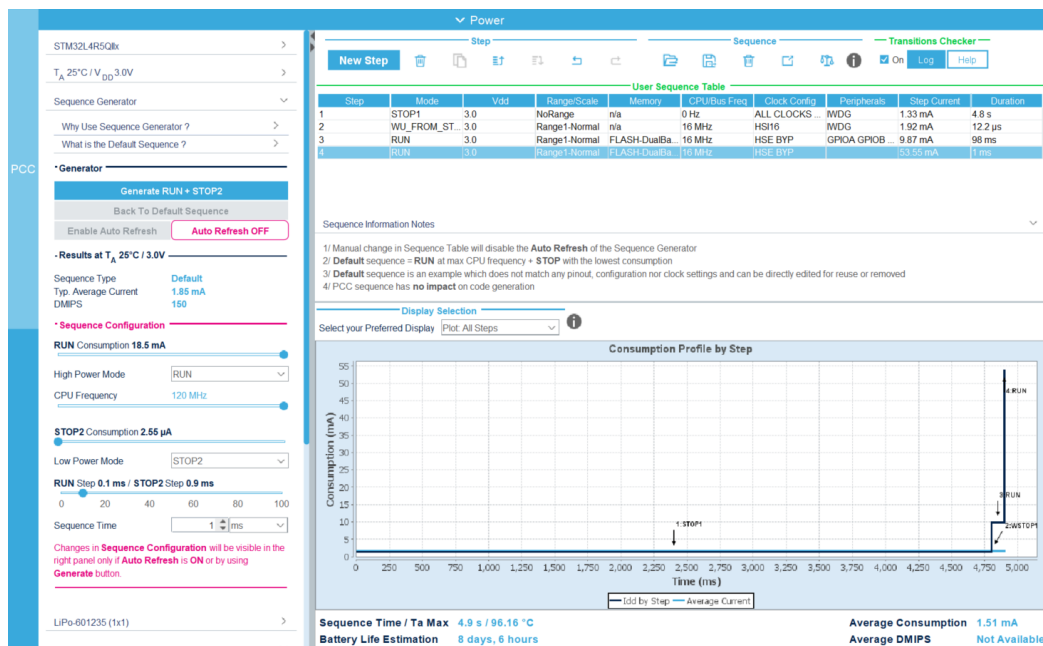 Power
PCC
STM32L4R5QIIx
TA 25°C / VDD 3.0V
Sequence Generator
Why Use Sequence Generator ?
What is the Default Sequence ?
Generator
Generate RUN + STOP2
Back To Default Sequence
Enable Auto Refresh Auto Refresh OFF
Results at TA 25°C / 3.0V
Sequence Type Default
Typ. Average Current 1.85 mA
DMIPS 150
Sequence Configuration
RUN Consumption 18.5 mA
High Power Mode RUN
CPU Frequency 120 MHz
STOP2 Consumption 2.55 µA
Low Power Mode STOP2
RUN Step 0.1 ms / STOP2 Step 0.9 ms
0 20 40 60 80 100
Sequence Time 1 ms
Changes in Sequence Configuration will be visible in the
right panel only if Auto Refresh is ON or by using
Generate button.
LiPo-601235 (1x1)
Step Sequence Transitions Checker
New Step On Log Help
User Sequence Table
Step Mode Vdd Range/Scale Memory CPU/Bus Freq Clock Config Peripherals Step Current Duration
1 STOP1 3.0 NoRange n/a 0 Hz ALL CLOCKS ... IWDG 1.33 mA 4.8 s
2 WU_FROM_ST... 3.0 Range1-Normal n/a 16 MHz HSI16 IWDG 1.92 mA 12.2 µs
3 RUN 3.0 Range1-Normal FLASH-DualBa... 16 MHz HSE BYP GPIOA GPIOB ... 9.87 mA 98 ms
4 RUN 3.0 Range1-Normal FLASH-DualBa... 16 MHz HSE BYP 53.55 mA 1 ms
Sequence Information Notes
1/ Manual change in Sequence Table will disable the Auto Refresh of the Sequence Generator
2/ Default sequence = RUN at max CPU frequency + STOP with the lowest consumption
3/ Default sequence is an example which does not match any pinout, configuration nor clock settings and can be directly edited for reuse or removed
4/ PCC sequence has no impact on code generation
Display Selection
Select your Preferred Display Plot: All Steps
Consumption Profile by Step
Consumption (mA)
55
50
45
40
35
30
25
20
15
10
5
0
4:RUN
3:RUN
1:STOP1
2:WSTOP1
0 250 500 750 1,000 1,250 1,500 1,750 2,000 2,250 2,500 2,750 3,000 3,250 3,500 3,750 4,000 4,250 4,500 4,750 5,000
Time (ms)
Idd by Step Average Current
Sequence Time / Ta Max 4.9 s / 96.16 °C Average Consumption 1.51 mA
Battery Life Estimation 8 days, 6 hours Average DMIPS Not Available